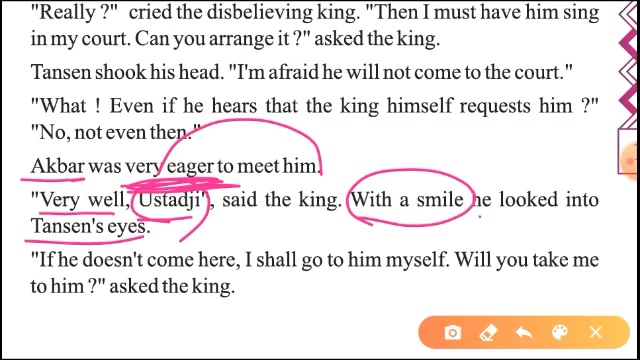 "Really ?" cried the disbelieving king. "Then I must have him sing
in my court. Can you arrange it ?" asked the king.
Tansen shook his head. "I'm afraid he will not come to the court."
"What ! Even if he hears that the king himself requests him ?"
"No, not even then."
Akbar was very eager to meet him.
"Very well, Ustadji", said the king. With a smile he looked into
Tansen's eyes.
"If he doesn't come here, I shall go to him myself. Will you take me
to him ?" asked the king.